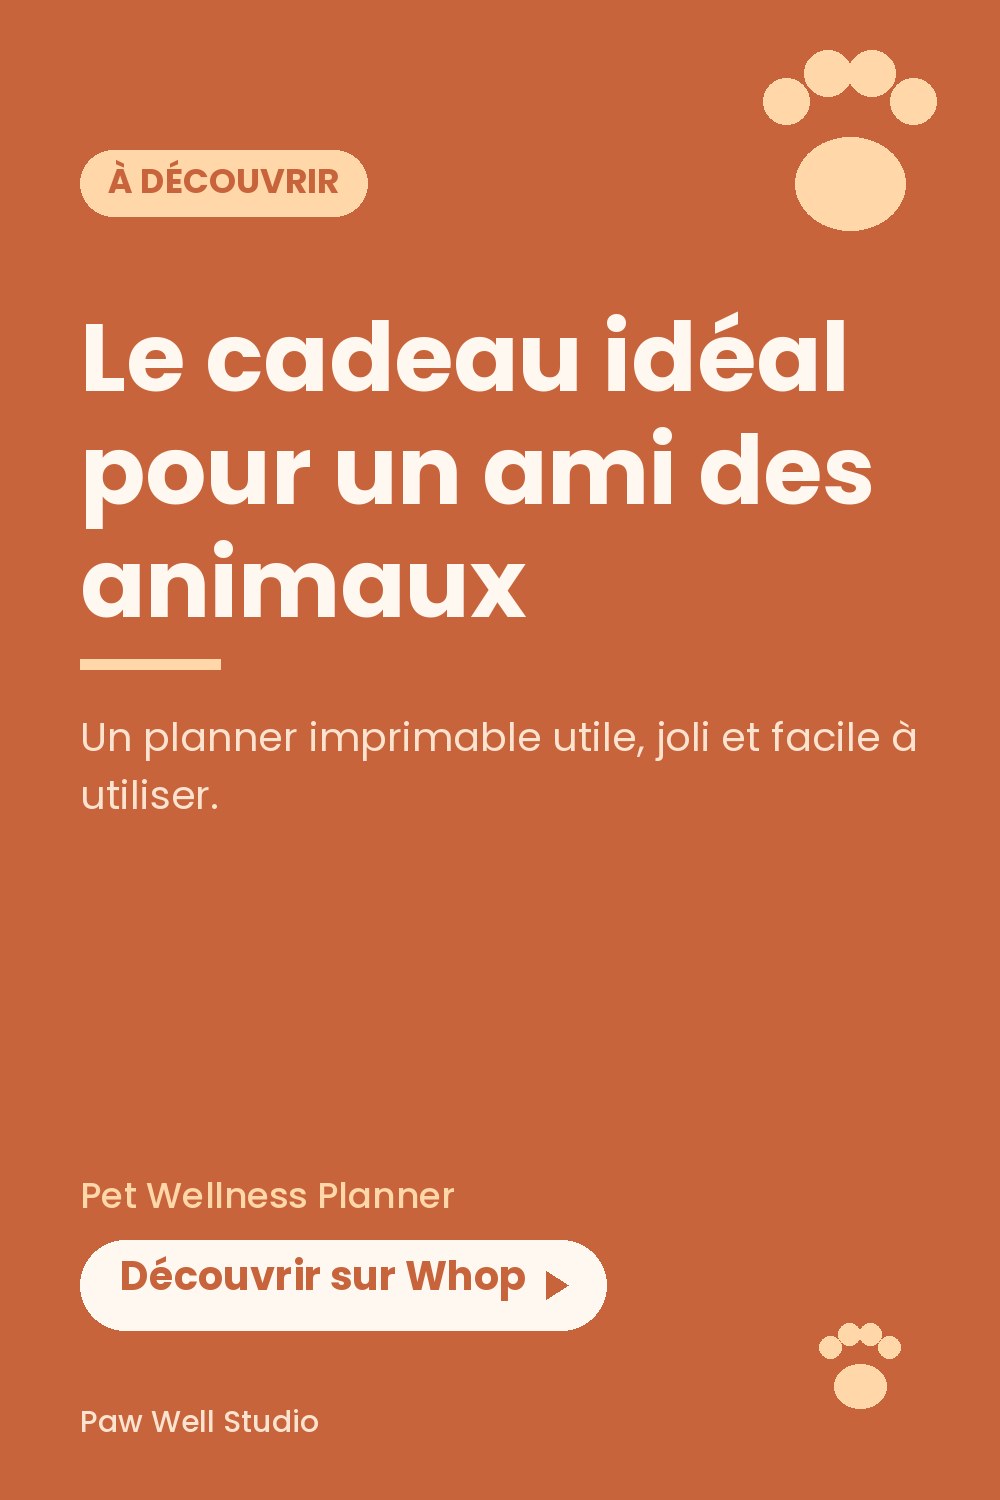 À DÉCOUVRIR
Le cadeau idéal
pour un ami des
animaux
Un planner imprimable utile, joli et facile à
utiliser.
Pet Wellness Planner
Découvrir sur Whop
Paw Well Studio